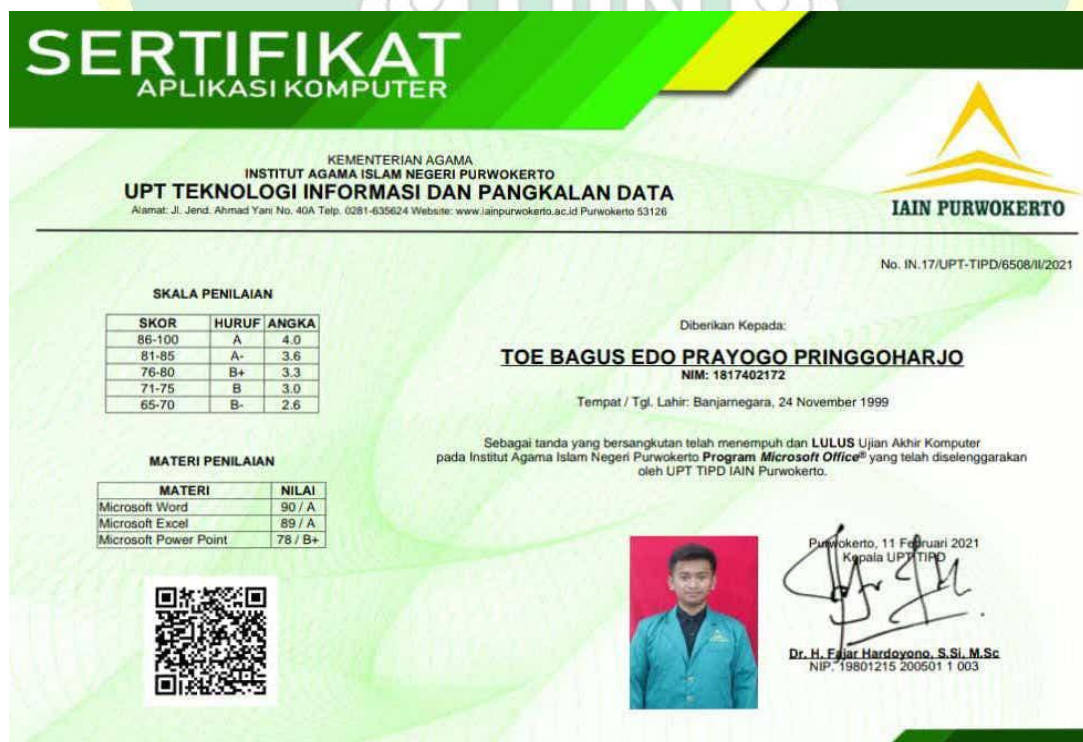 SERTIFIKAT
APLIKASI KOMPUTER
IAIN PURWOKERTO
KEMENTERIAN AGAMA
INSTITUT AGAMA ISLAM NEGERI PURWOKERTO
UPT TEKNOLOGI INFORMASI DAN PANGKALAN DATA
Alamat: Jl. Jend. Ahmad Yani No. 40A Telp. 0281-635624 Website: www.iainpurwokerto.ac.id Purwokerto 53126
No. IN.17/UPT-TIPD/6508/II/2021
SKALA PENILAIAN
SKOR HURUF ANGKA
86-100 A 4.0
81-85 A- 3.6
76-80 B+ 3.3
71-75 B 3.0
65-70 B- 2.6
MATERI PENILAIAN
MATERI NILAI
Microsoft Word 90 / A
Microsoft Excel 89 / A
Microsoft Power Point 78 / B+
Diberikan Kepada:
TOE BAGUS EDO PRAYOGO PRINGGOHARJO
NIM: 1817402172
Tempat / Tgl. Lahir: Banjarnegara, 24 November 1999
Sebagai tanda yang bersangkutan telah menempuh dan LULUS Ujian Akhir Komputer
pada Institut Agama Islam Negeri Purwokerto Program Microsoft Office® yang telah diselenggarakan
oleh UPT TIPD IAIN Purwokerto.
Purwokerto, 11 Februari 2021
Kepala UPT TIPD
Dr. H. Fajar Hardoyono, S.Si, M.Sc
NIP. 19801215 200501 1 003